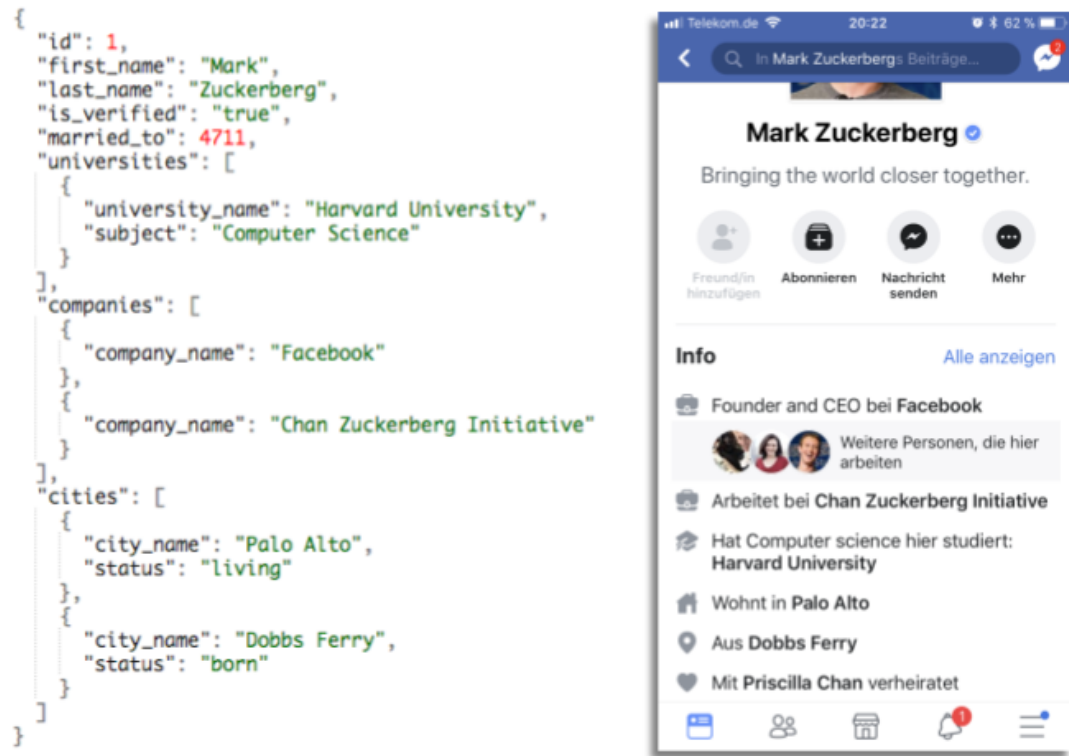 {
"id": 1,
"first_name": "Mark",
"last_name": "Zuckerberg",
"is_verified": "true",
"married_to": 4711,
"universities": [
{
"university_name": "Harvard University",
"subject": "Computer Science"
}
],
"companies": [
{
"company_name": "Facebook"
},
{
"company_name": "Chan Zuckerberg Initiative"
}
],
"cities": [
{
"city_name": "Palo Alto",
"status": "living"
},
{
"city_name": "Dobbs Ferry",
"status": "born"
}
]
}
Telekom.de 20:22 62 %
In Mark Zuckerbergs Beiträge... 2
Mark Zuckerberg
Bringing the world closer together.
Freund/in hinzufügen
Abonnieren
Nachricht senden
Mehr
Info Alle anzeigen
Founder and CEO bei Facebook
Weitere Personen, die hier
arbeiten
Arbeitet bei Chan Zuckerberg Initiative
Hat Computer science hier studiert:
Harvard University
Wohnt in Palo Alto
Aus Dobbs Ferry
Mit Priscilla Chan verheiratet
1